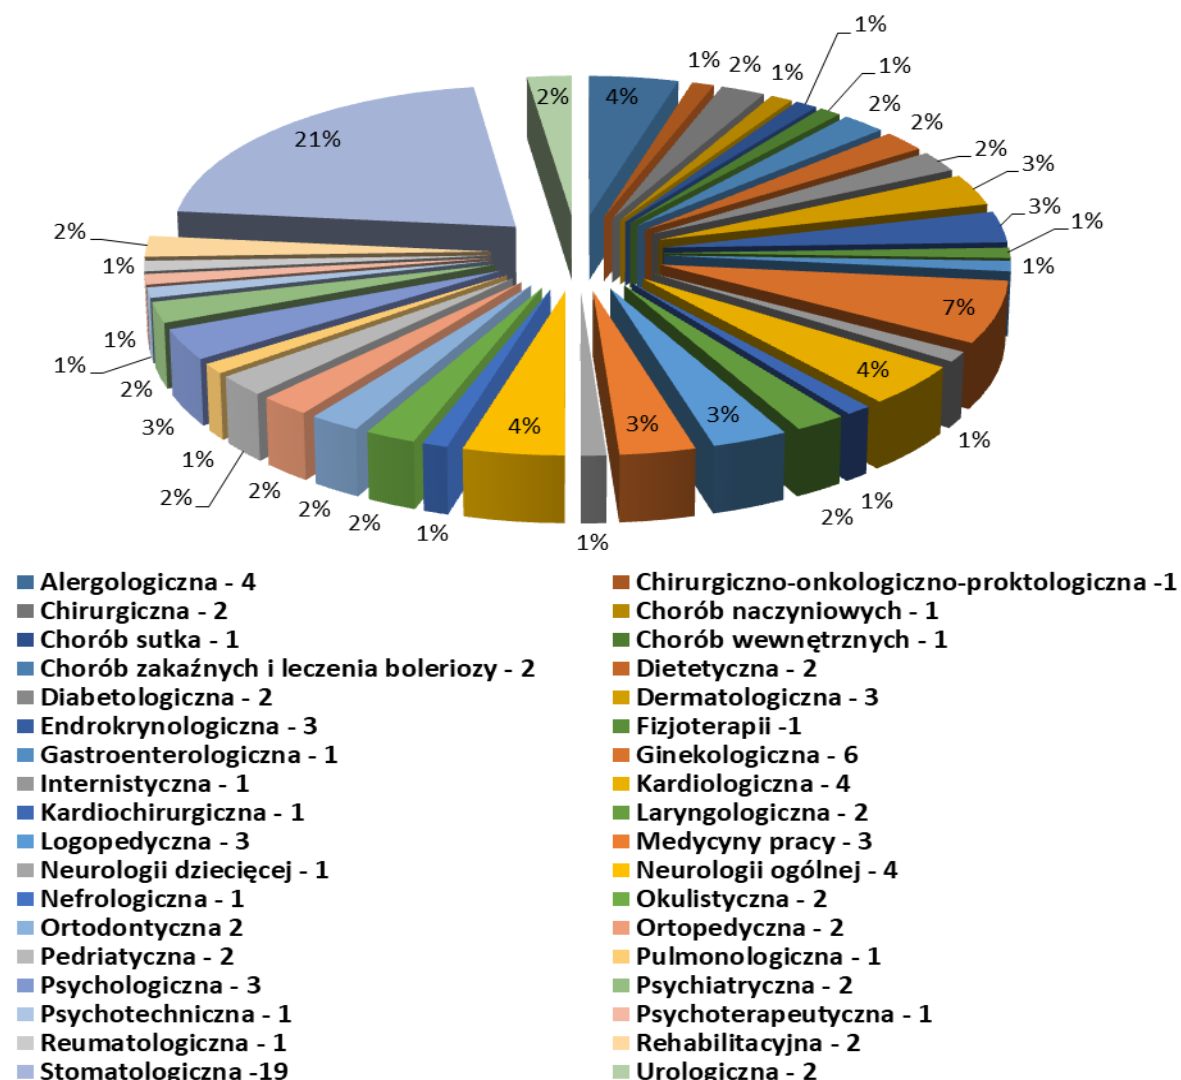 1%
1% 2% 1% 1%
2% 4% 2%
21% 2%
2%
3%
3%
2% 1%
1% 1%
7%
1%
1% 4%
2%
3% 3% 3% 1%
1% 4%
2% 2% 2% 2% 1% 1% 2% 1%
Alergologiczna - 4 Chirurgiczno-onkologiczno-proktologiczna -1
Chirurgiczna - 2 Chorób naczyniowych - 1
Chorób sutka - 1 Chorób wewnętrznych - 1
Chorób zakaźnych i leczenia boleriozy - 2 Dietetyczna - 2
Diabetologiczna - 2 Dermatologiczna - 3
Endrokrynologiczna - 3 Fizjoterapii -1
Gastroenterologiczna - 1 Ginekologiczna - 6
Internistyczna - 1 Kardiologiczna - 4
Kardiochirurgiczna - 1 Laryngologiczna - 2
Logopedyczna - 3 Medycyny pracy - 3
Neurologii dziecięcej - 1 Neurologii ogólnej - 4
Nefrologiczna - 1 Okulistyczna - 2
Ortodontyczna 2 Ortopedyczna - 2
Pedriatyczna - 2 Pulmonologiczna - 1
Psychologiczna - 3 Psychiatryczna - 2
Psychotechniczna - 1 Psychoterapeutyczna - 1
Reumatologiczna - 1 Rehabilitacyjna - 2
Stomatologiczna -19 Urologiczna - 2